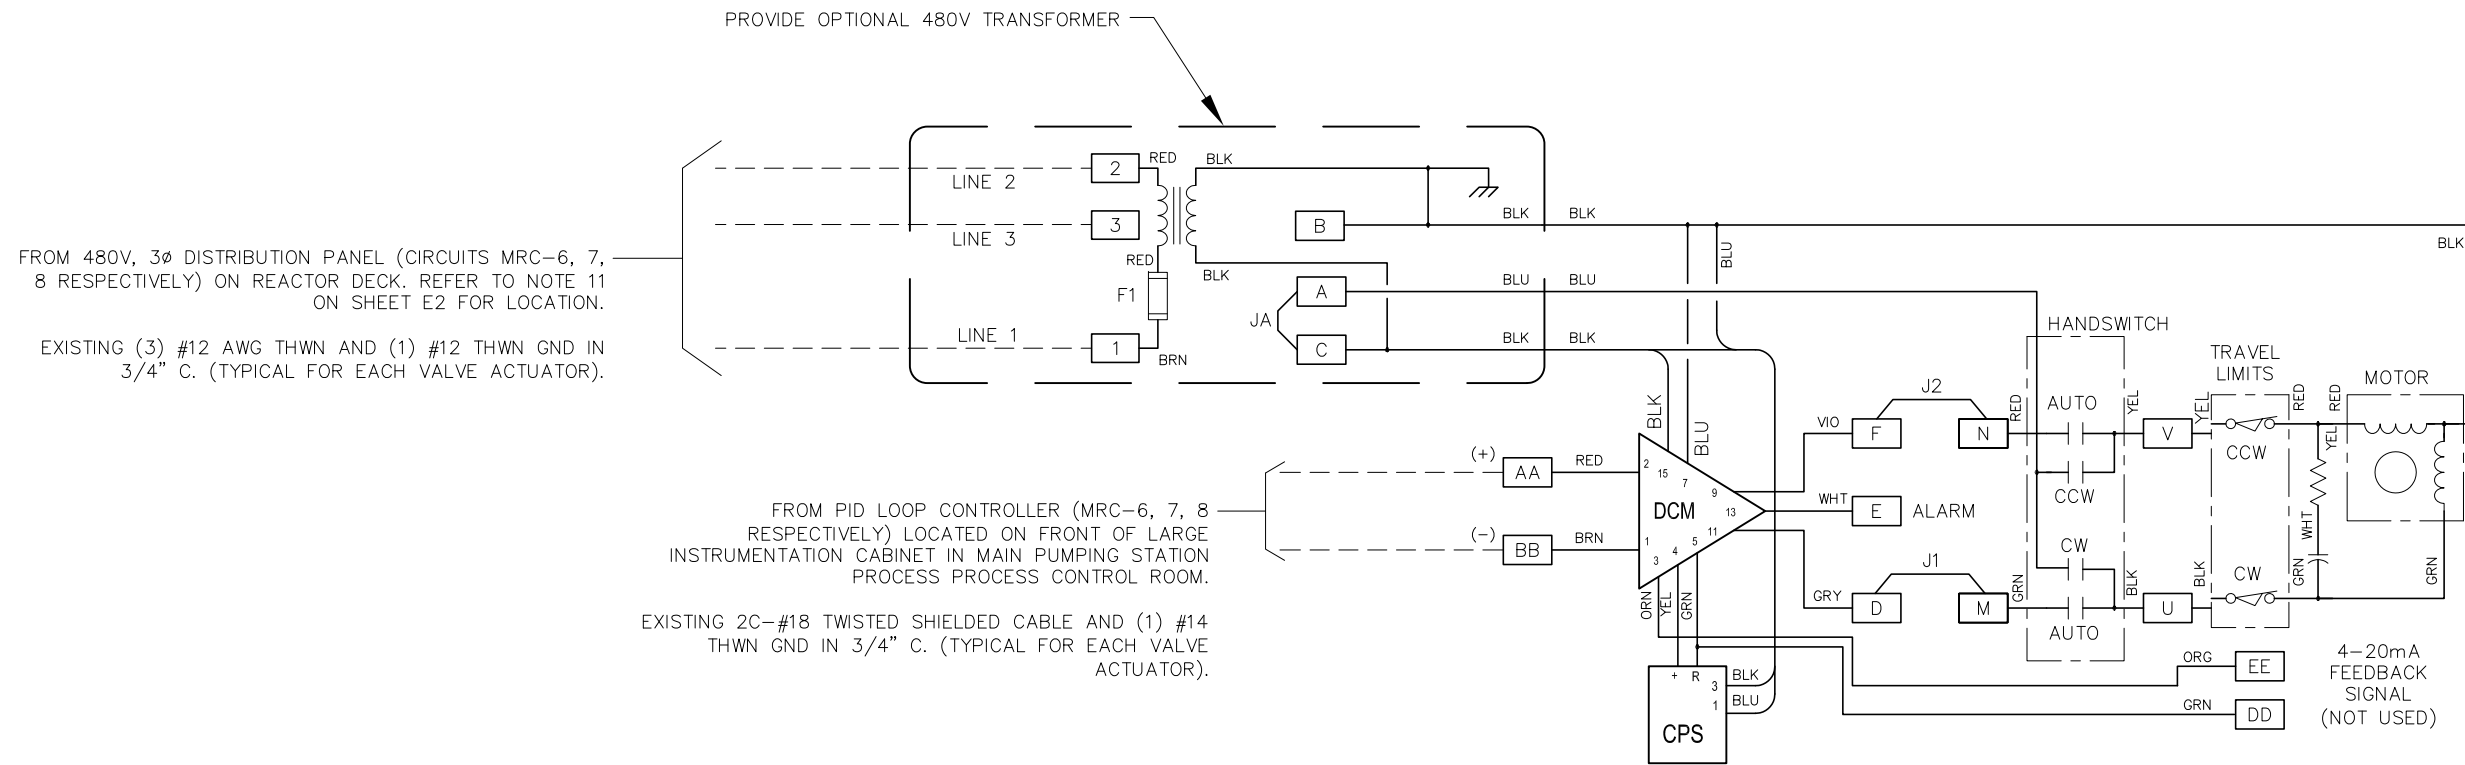 PROVIDE OPTIONAL 480V TRANSFORMER
FROM 480V, 3ø DISTRIBUTION PANEL (CIRCUITS MRC-6, 7,
8 RESPECTIVELY) ON REACTOR DECK. REFER TO NOTE 11
ON SHEET E2 FOR LOCATION.
EXISTING (3) #12 AWG THWN AND (1) #12 THWN GND IN
3/4" C. (TYPICAL FOR EACH VALVE ACTUATOR).
LINE 2
2
RED
BLK
LINE 3
3
RED
BLK
F1
LINE 1
1
BRN
B
BLK
BLK
BLK
A
BLU
BLU
BLU
JA
C
BLK
BLK
FROM PID LOOP CONTROLLER (MRC-6, 7, 8
RESPECTIVELY) LOCATED ON FRONT OF LARGE
INSTRUMENTATION CABINET IN MAIN PUMPING STATION
PROCESS PROCESS CONTROL ROOM.
EXISTING 2C-#18 TWISTED SHIELDED CABLE AND (1) #14
THWN GND IN 3/4" C. (TYPICAL FOR EACH VALVE
ACTUATOR).
(+)
AA
RED
(-)
BB
BRN
BLK
BLU
2
15
7
9
DCM
13
1
11
3
4
5
ORN
YEL
GRN
+
R
3
BLK
1
BLU
CPS
VIO
F
J2
N
RED
WHT
E
ALARM
GRY
D
J1
M
GRN
HANDSWITCH
AUTO
CCW
CW
AUTO
YEL
V
YEL
BLK
U
BLK
TRAVEL
LIMITS
CCW
CW
RED
RED
YEL
WHT
GRN
MOTOR
GRN
ORG
EE
GRN
DD
4-20mA
FEEDBACK
SIGNAL
(NOT USED)